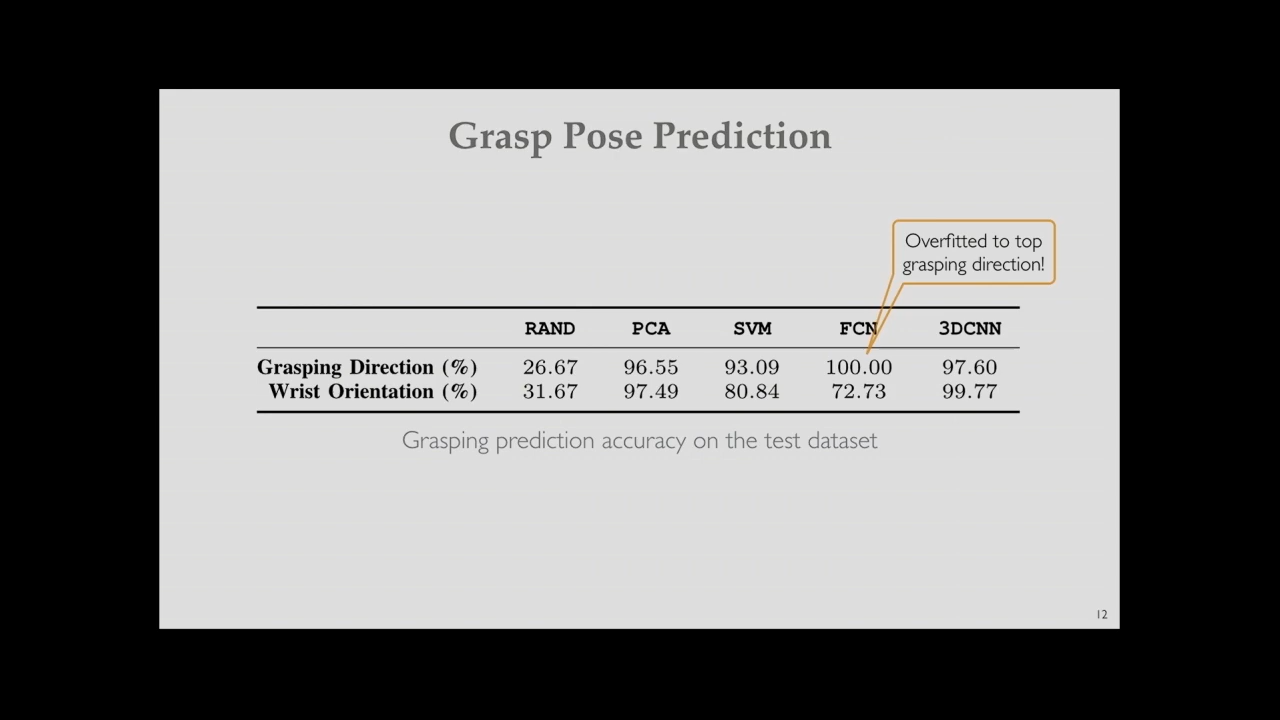 Grasp Pose Prediction
Overfitted to top
grasping direction!
RAND PCA SVM FCN 3DCNN
Grasping Direction (%) 26.67 96.55 93.09 100.00 97.60
Wrist Orientation (%) 31.67 97.49 80.84 72.73 99.77
Grasping prediction accuracy on the test dataset
12